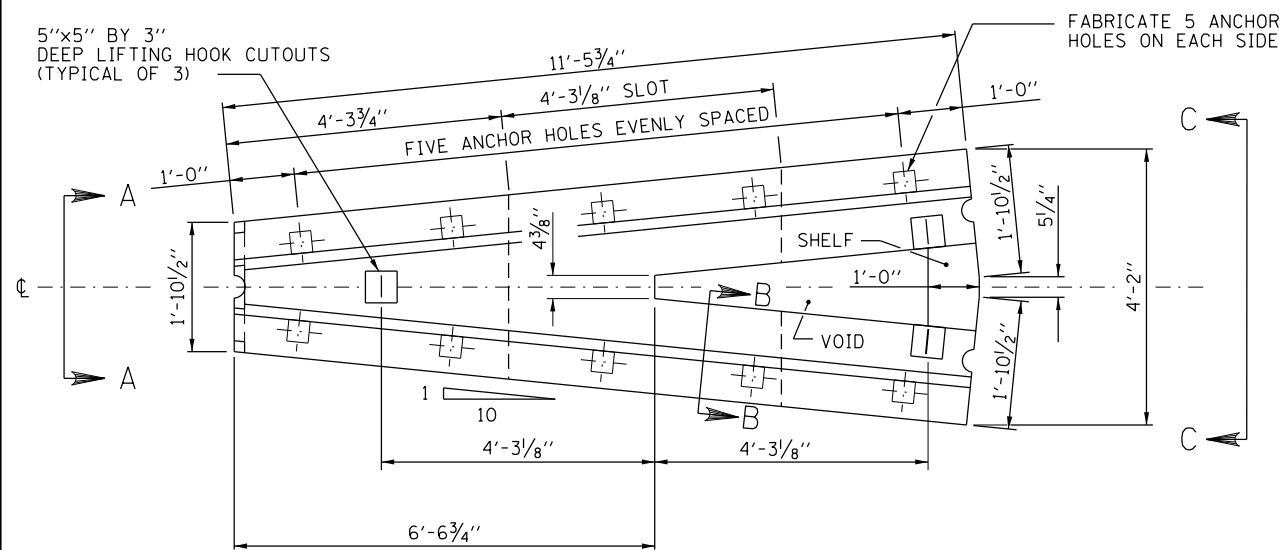 5"x5" BY 3"
DEEP LIFTING HOOK CUTOUTS
(TYPICAL OF 3)
FABRICATE 5 ANCHOR
HOLES ON EACH SIDE
11'-5¾"
4'-3¾"
4'-3⅛" SLOT
1'-0"
FIVE ANCHOR HOLES EVENLY SPACED
1'-0"
C
A
1'-10½"
4⅜"
SHELF
1'-10½"
5¼"
℄
1'-0"
4'-2"
B
VOID
A
1
10
B
1'-10½"
C
4'-3⅛"
4'-3⅛"
6'-6¾"